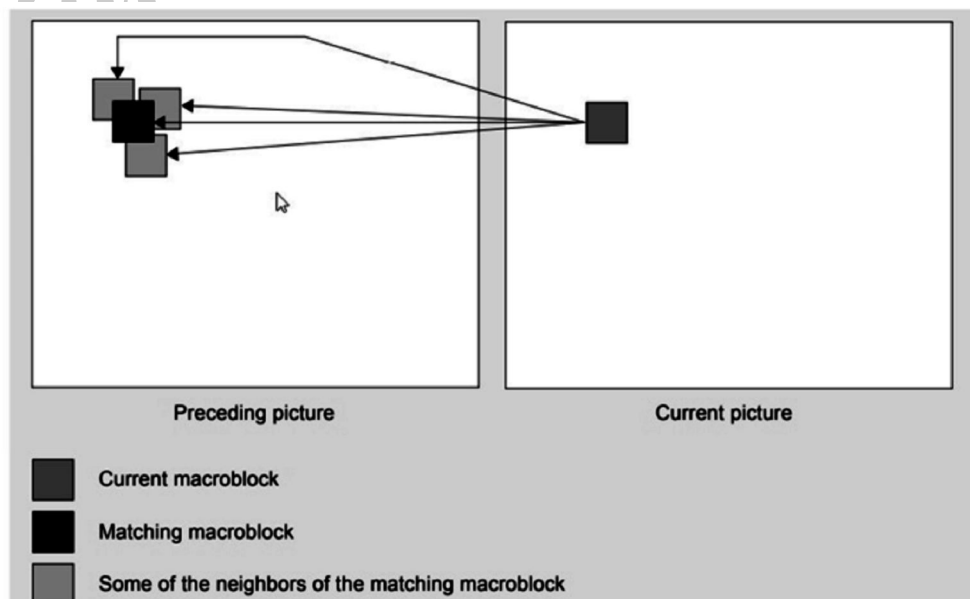 Preceding picture
Current picture
Current macroblock
Matching macroblock
Some of the neighbors of the matching macroblock